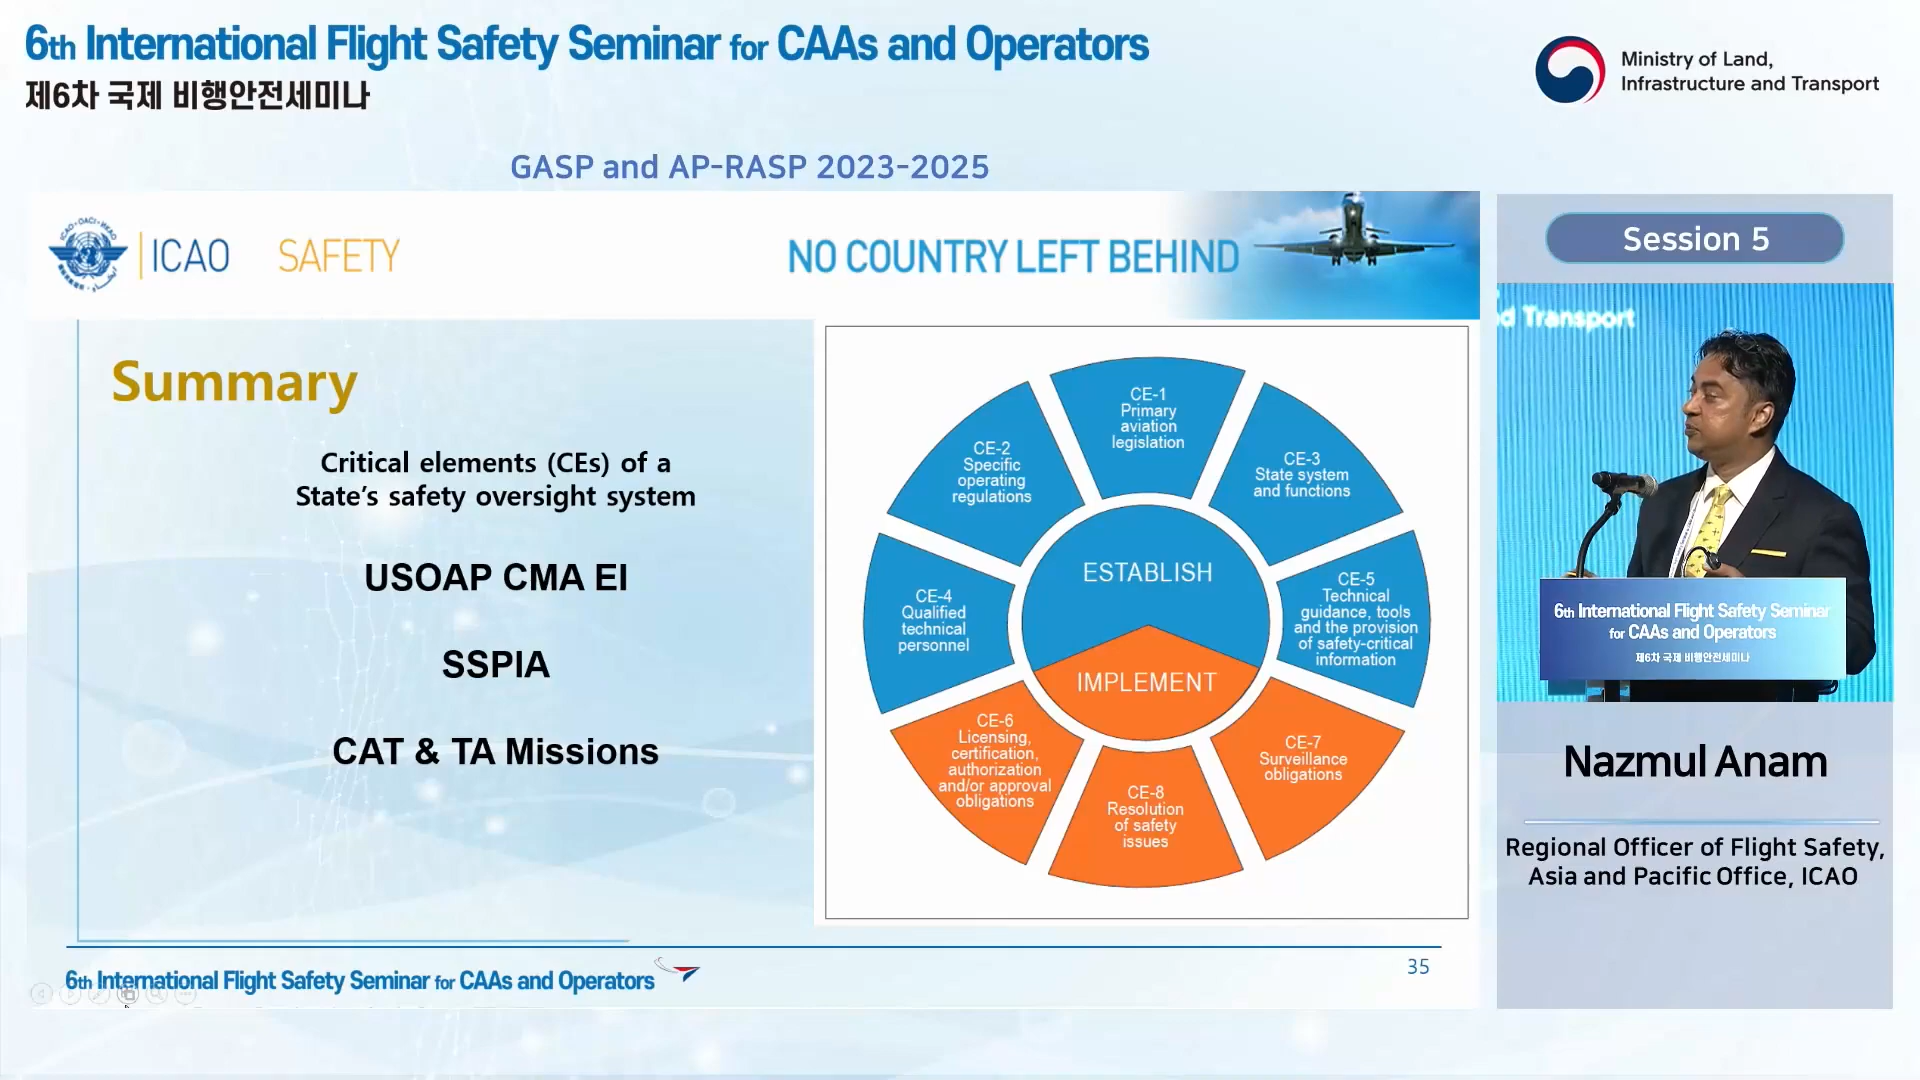 6th International Flight Safety Seminar for CAAs and Operators
제6차 국제 비행안전세미나
Ministry of Land,
Infrastructure and Transport
GASP and AP-RASP 2023-2025
ICAO SAFETY
NO COUNTRY LEFT BEHIND
Summary
Critical elements (CEs) of a
State's safety oversight system
USOAP CMA EI
SSPIA
CAT & TA Missions
CE-1
Primary
aviation
legislation
CE-2
Specific
operating
regulations
CE-3
State system
and functions
CE-4
Qualified
technical
personnel
ESTABLISH
CE-5
Technical
guidance, tools
and the provision
of safety-critical
information
IMPLEMENT
CE-6
Licensing,
certification,
authorization
and/or approval
obligations
CE-7
Surveillance
obligations
CE-8
Resolution
of safety
issues
6th International Flight Safety Seminar for CAAs and Operators
35
Session 5
d Transport
6th International Flight Safety Seminar
for CAAs and Operators
제6차 국제 비행안전세미나
Nazmul Anam
Regional Officer of Flight Safety,
Asia and Pacific Office, ICAO